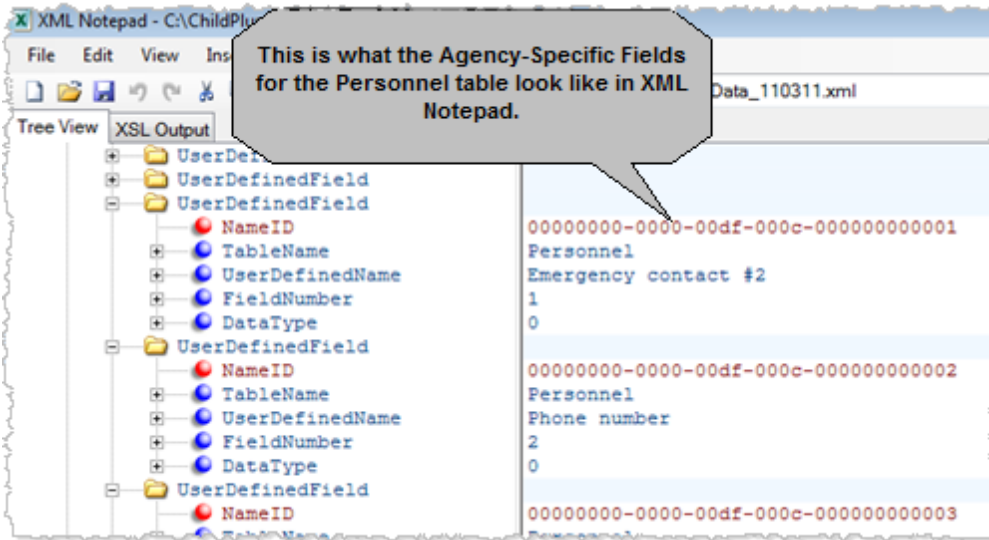 XML Notepad - C:\ChildPlu
This is what the Agency-Specific Fields
for the Personnel table look like in XML
Notepad.
File Edit View Ins
Data_110311.xml
Tree View XSL Output
UserDefi
UserDefinedField
UserDefinedField
NameID 00000000-0000-00df-000c-000000000001
TableName Personnel
UserDefinedName Emergency contact #2
FieldNumber 1
DataType 0
UserDefinedField
NameID 00000000-0000-00df-000c-000000000002
TableName Personnel
UserDefinedName Phone number
FieldNumber 2
DataType 0
UserDefinedField
NameID 00000000-0000-00df-000c-000000000003